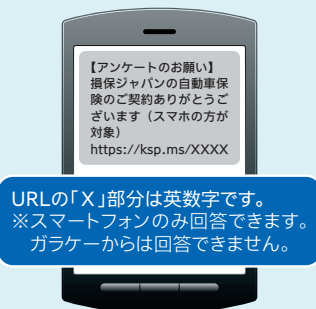 【アンケートのお願い】
損保ジャパンの自動車保
険のご契約ありがとうご
ざいます（スマホの方が
対象）
https://ksp.ms/XXXX
URLの「X」部分は英数字です。
※スマートフォンのみ回答できます。
ガラケーからは回答できません。